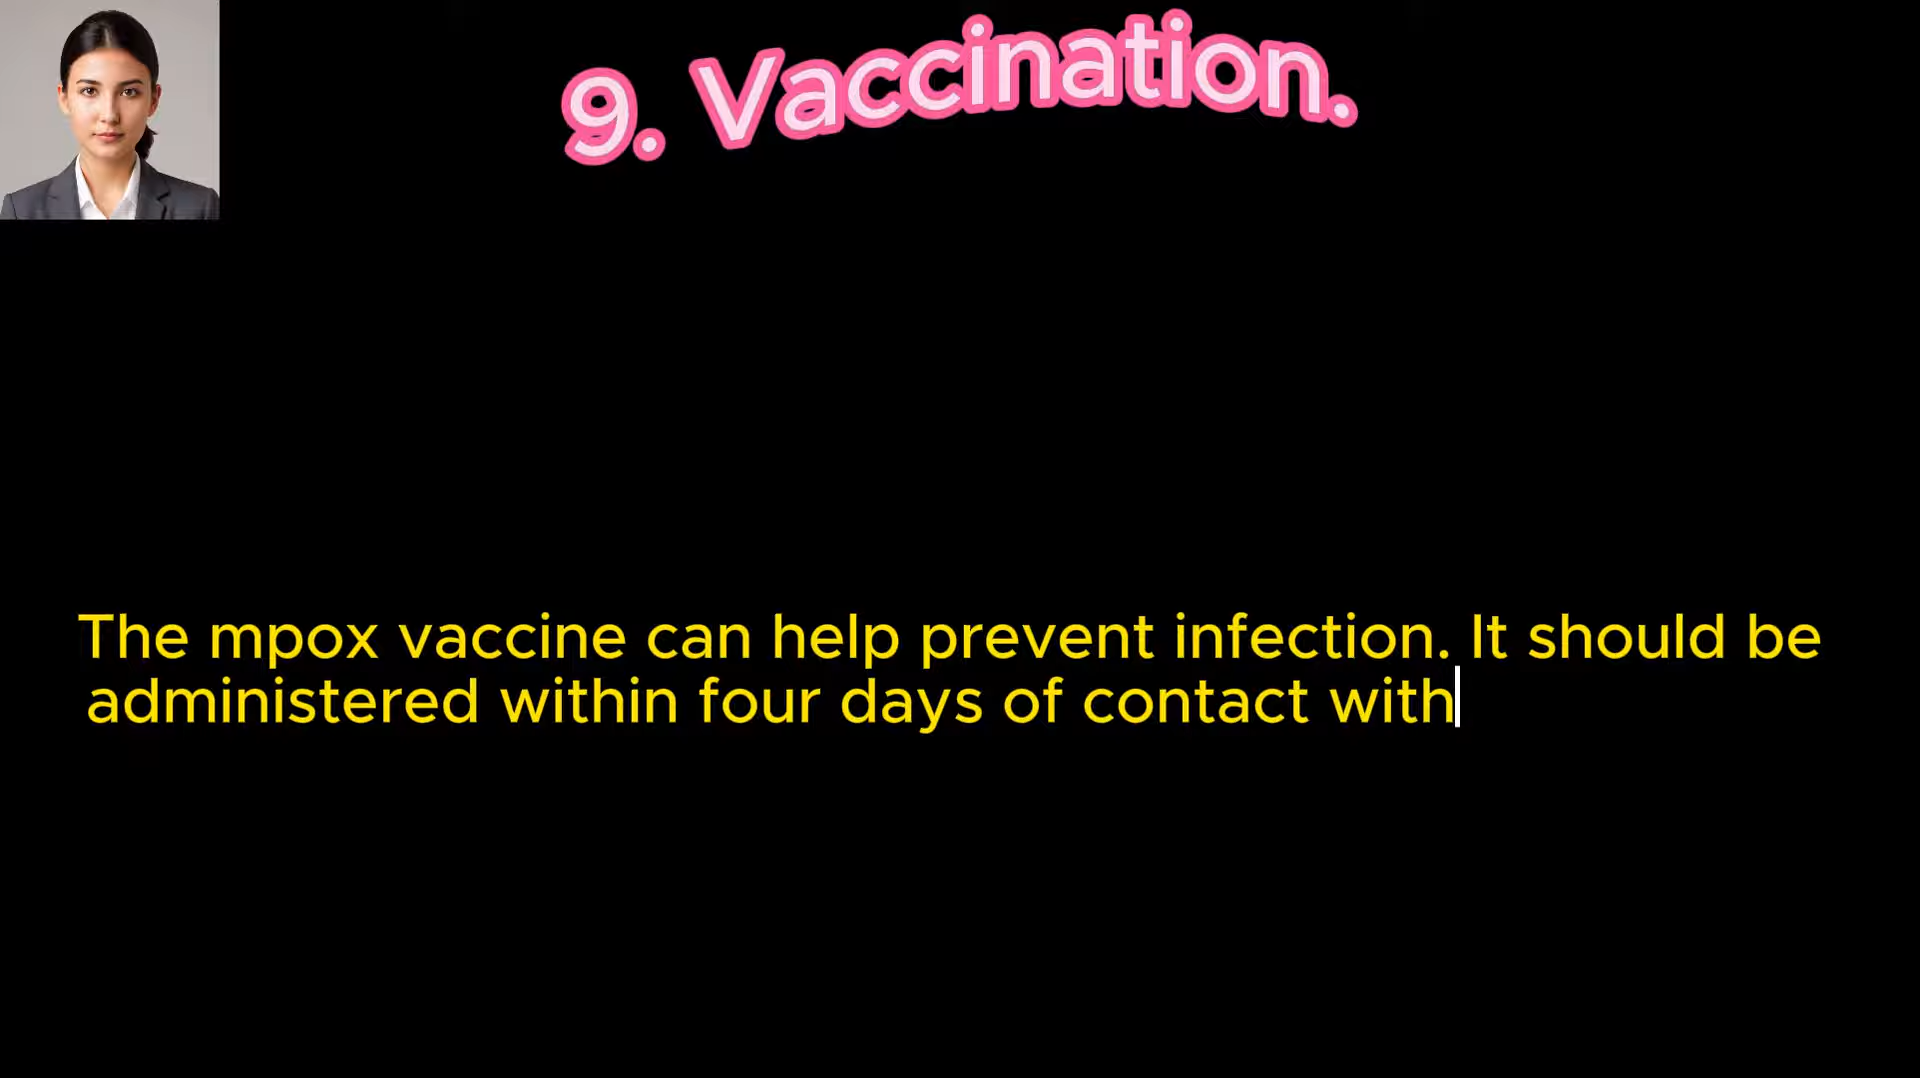 9. Vaccination.
The mpox vaccine can help prevent infection. It should be
administered within four days of contact with